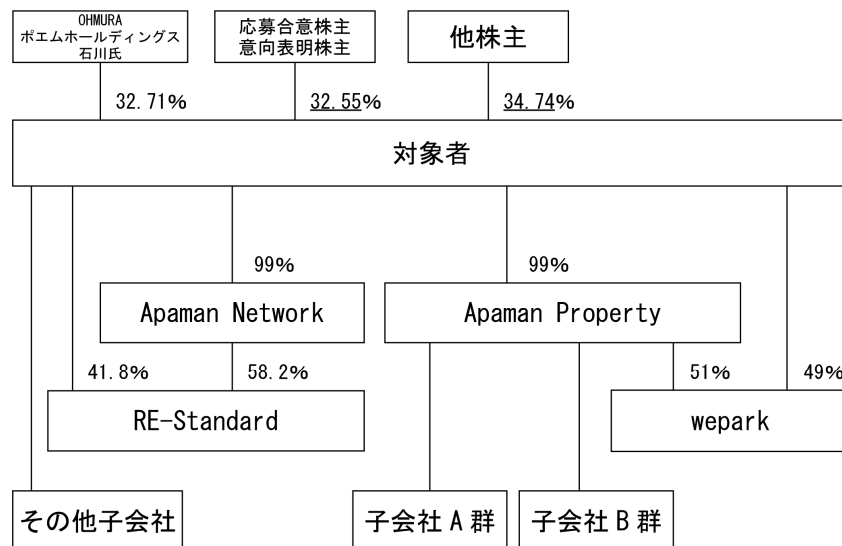 OHMURA
ポエムホールディングス
石川氏
応募合意株主
意向表明株主
他株主
32.71%
32.55%
34.74%
対象者
99%
99%
Apaman Network
Apaman Property
41.8%
58.2%
51%
49%
RE-Standard
wepark
その他子会社
子会社A群
子会社B群